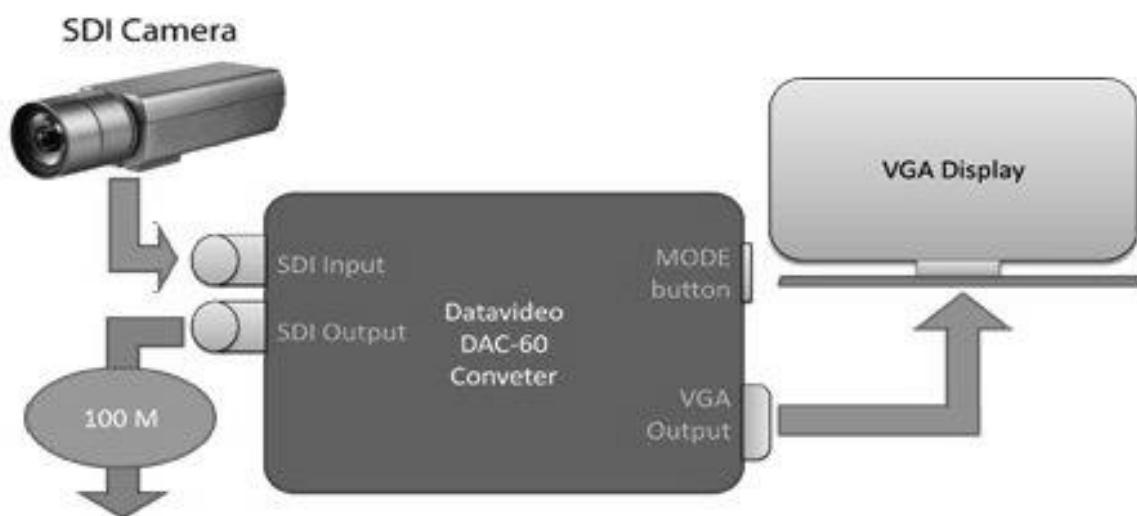 SDI Camera
VGA Display
SDI Input
MODE
button
SDI Output
Datavideo
DAC-60
Conveter
100 M
VGA
Output